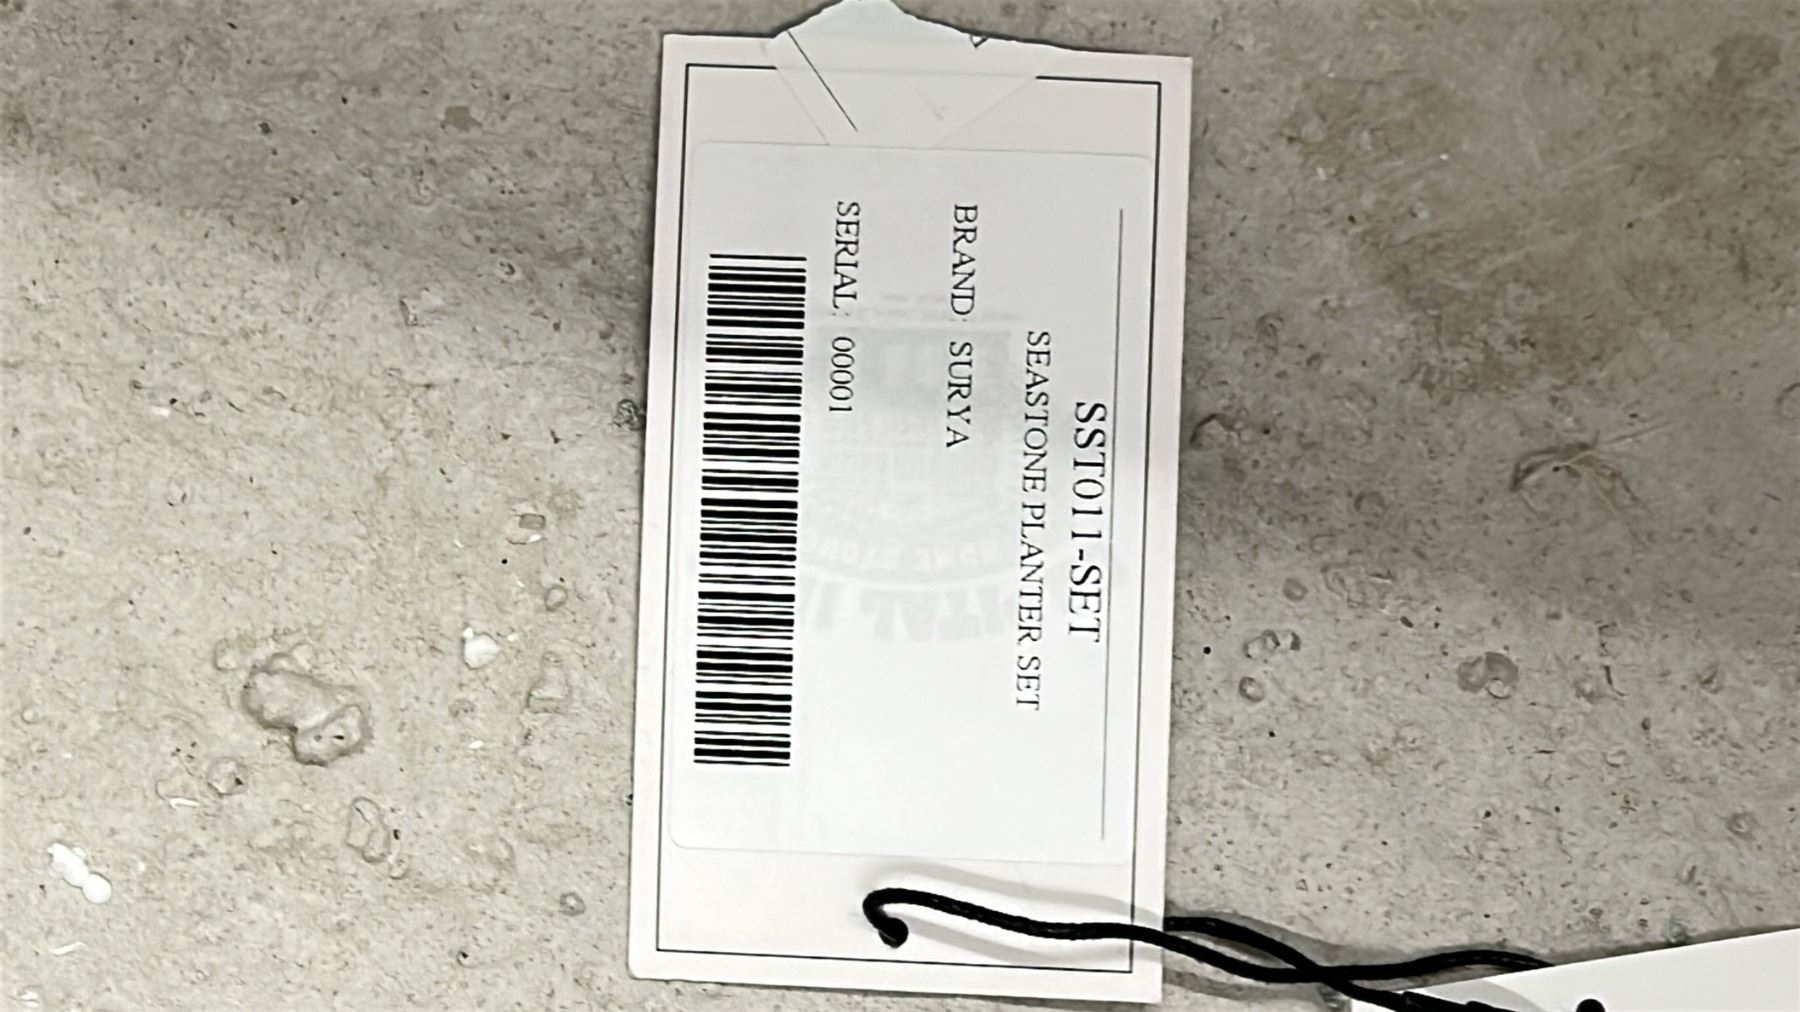 SST011-SET
SEASTONE PLANTER SET
BRAND: SURYA
SERIAL: 00001